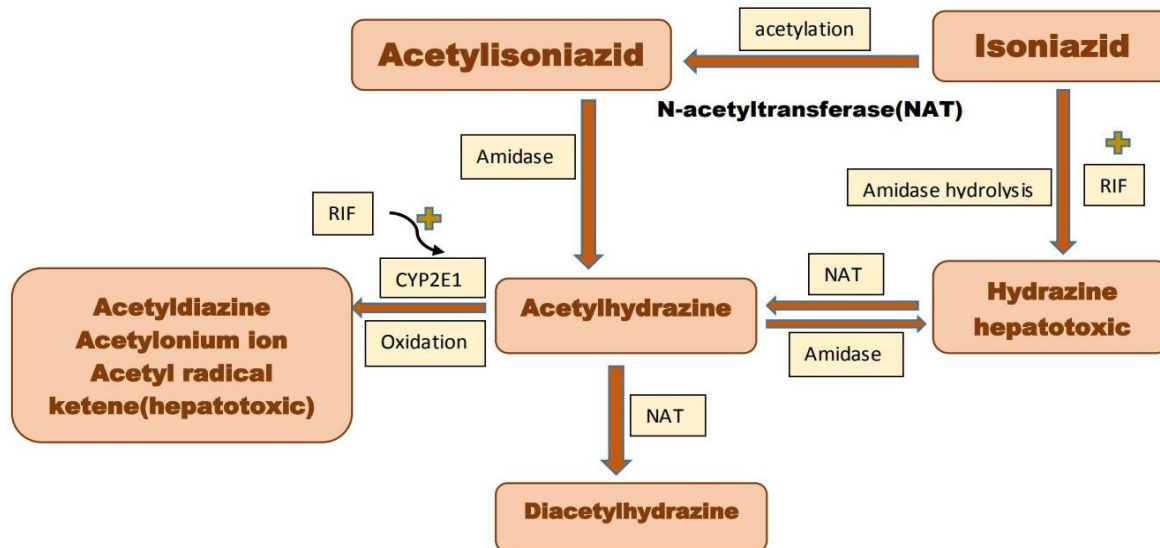 acetylation
Acetylisoniazid
Isoniazid
N-acetyltransferase(NAT)
Amidase
Amidase hydrolysis
RIF
RIF
CYP2E1
Oxidation
Acetyldiazine
Acetylonium ion
Acetyl radical
ketene(hepatotoxic)
Acetylhydrazine
NAT
Amidase
Hydrazine
hepatotoxic
NAT
Diacetylhydrazine